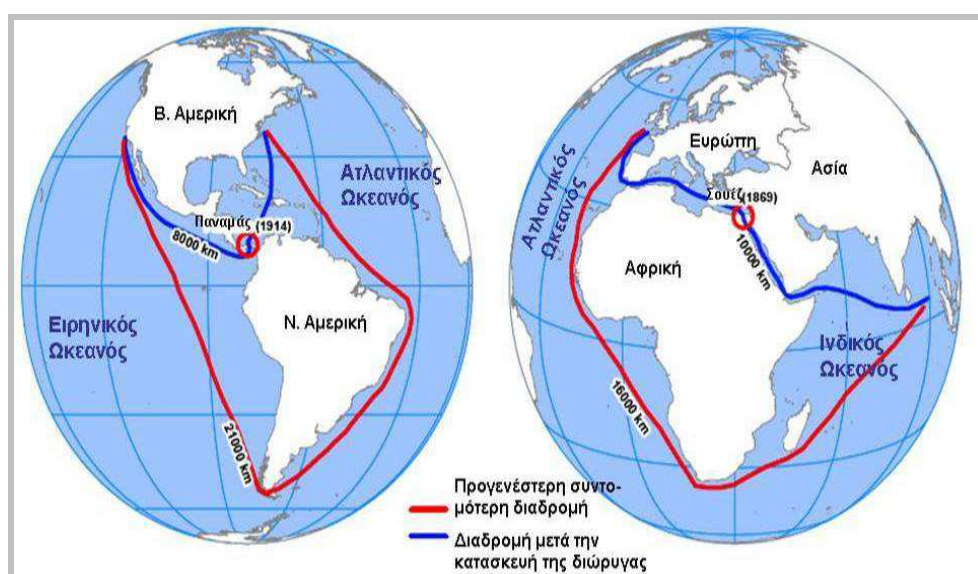 Β. Αμερική
Ατλαντικός
Ωκεανός
Παναμάς (1914)
8000 km
Ειρηνικός
Ωκεανός
Ν. Αμερική
21000 km
Ατλαντικός
Ωκεανός
Ευρώπη
Ασία
Σουέζ(1869)
10000 km
Αφρική
Ινδικός
Ωκεανός
16000 km
Προγενέστερη συντο-
μότερη διαδρομή
Διαδρομή μετά την
κατασκευή της διώρυγας